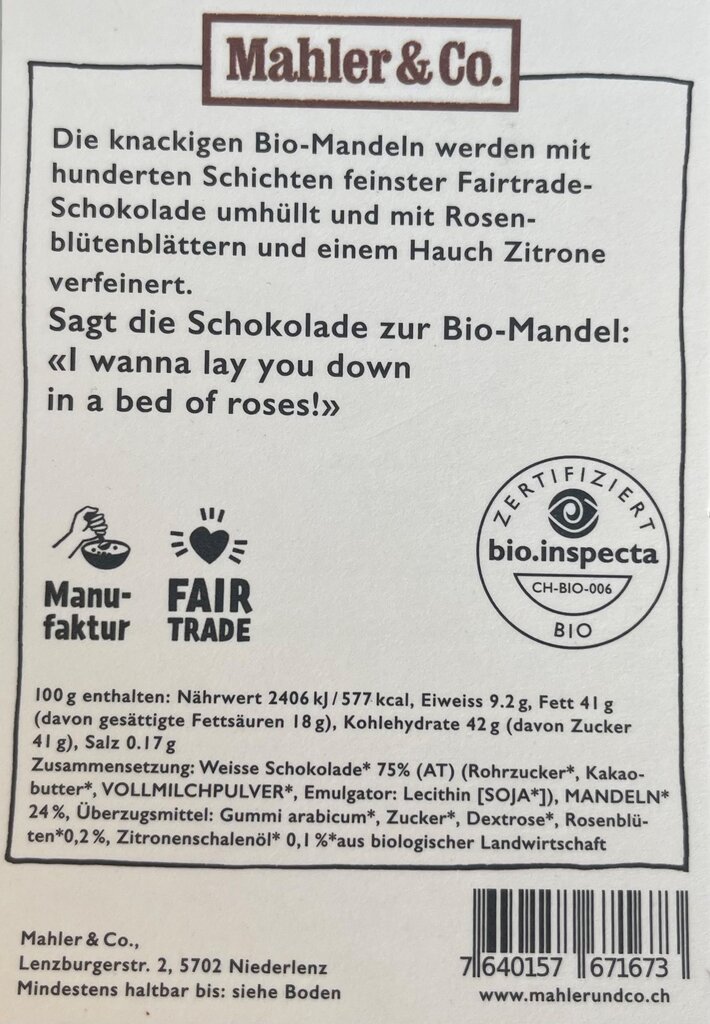 Mahler & Co.
Die knackigen Bio-Mandeln werden mit
hunderten Schichten feinster Fairtrade-
Schokolade umhüllt und mit Rosen-
blütenblättern und einem Hauch Zitrone
verfeinert.
Sagt die Schokolade zur Bio-Mandel:
«I wanna lay you down
in a bed of roses!»
Manu-
faktur
FAIR
TRADE
ZERTIFIZIERT
bio.inspecta
CH-BIO-006
BIO
100 g enthalten: Nährwert 2406 kJ / 577 kcal, Eiweiss 9.2 g, Fett 41 g
(davon gesättigte Fettsäuren 18 g), Kohlehydrate 42 g (davon Zucker
41 g), Salz 0.17 g
Zusammensetzung: Weisse Schokolade* 75% (AT) (Rohrzucker*, Kakao-
butter*, VOLLMILCHPULVER*, Emulgator: Lecithin [SOJA*]), MANDELN*
24%, Überzugsmittel: Gummi arabicum*, Zucker*, Dextrose*, Rosenblü-
ten*0,2%, Zitronenschalenöl* 0,1%*aus biologischer Landwirtschaft
Mahler & Co.,
Lenzburgerstr. 2, 5702 Niederlenz
Mindestens haltbar bis: siehe Boden
7 640157 671673
www.mahlerundco.ch